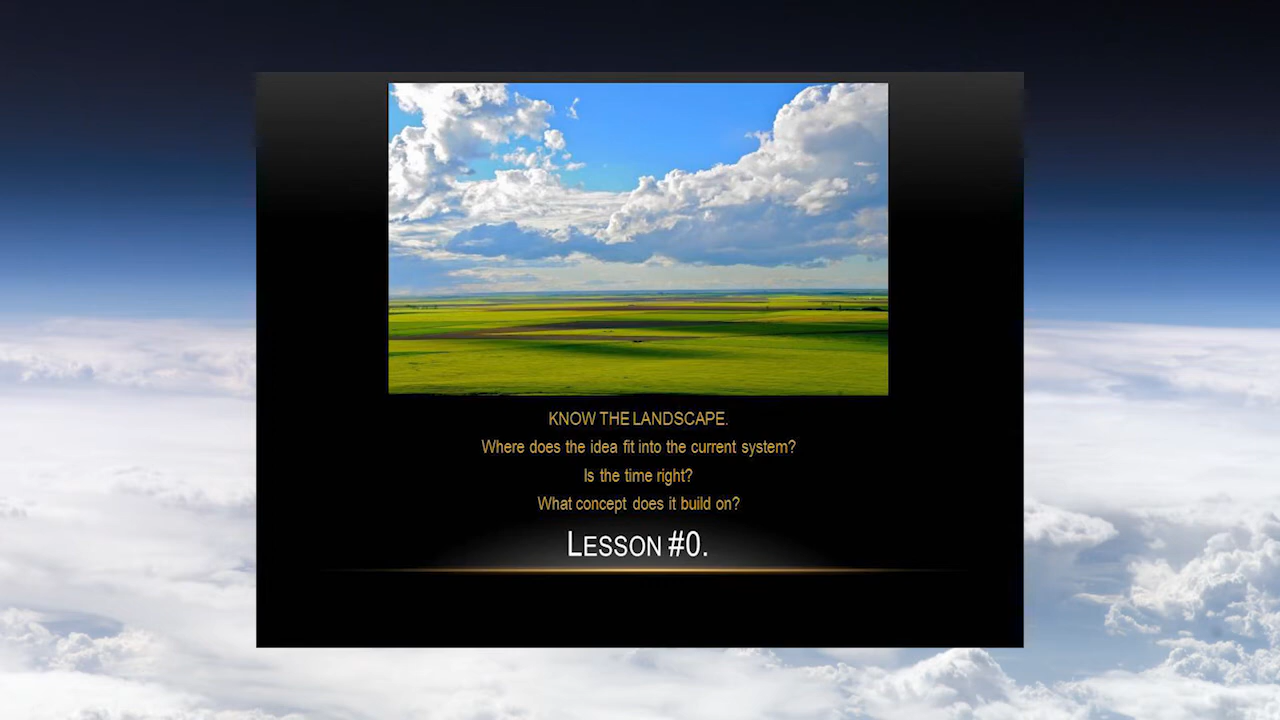 KNOW THE LANDSCAPE.
Where does the idea fit into the current system?
Is the time right?
What concept does it build on?
LESSON #0.